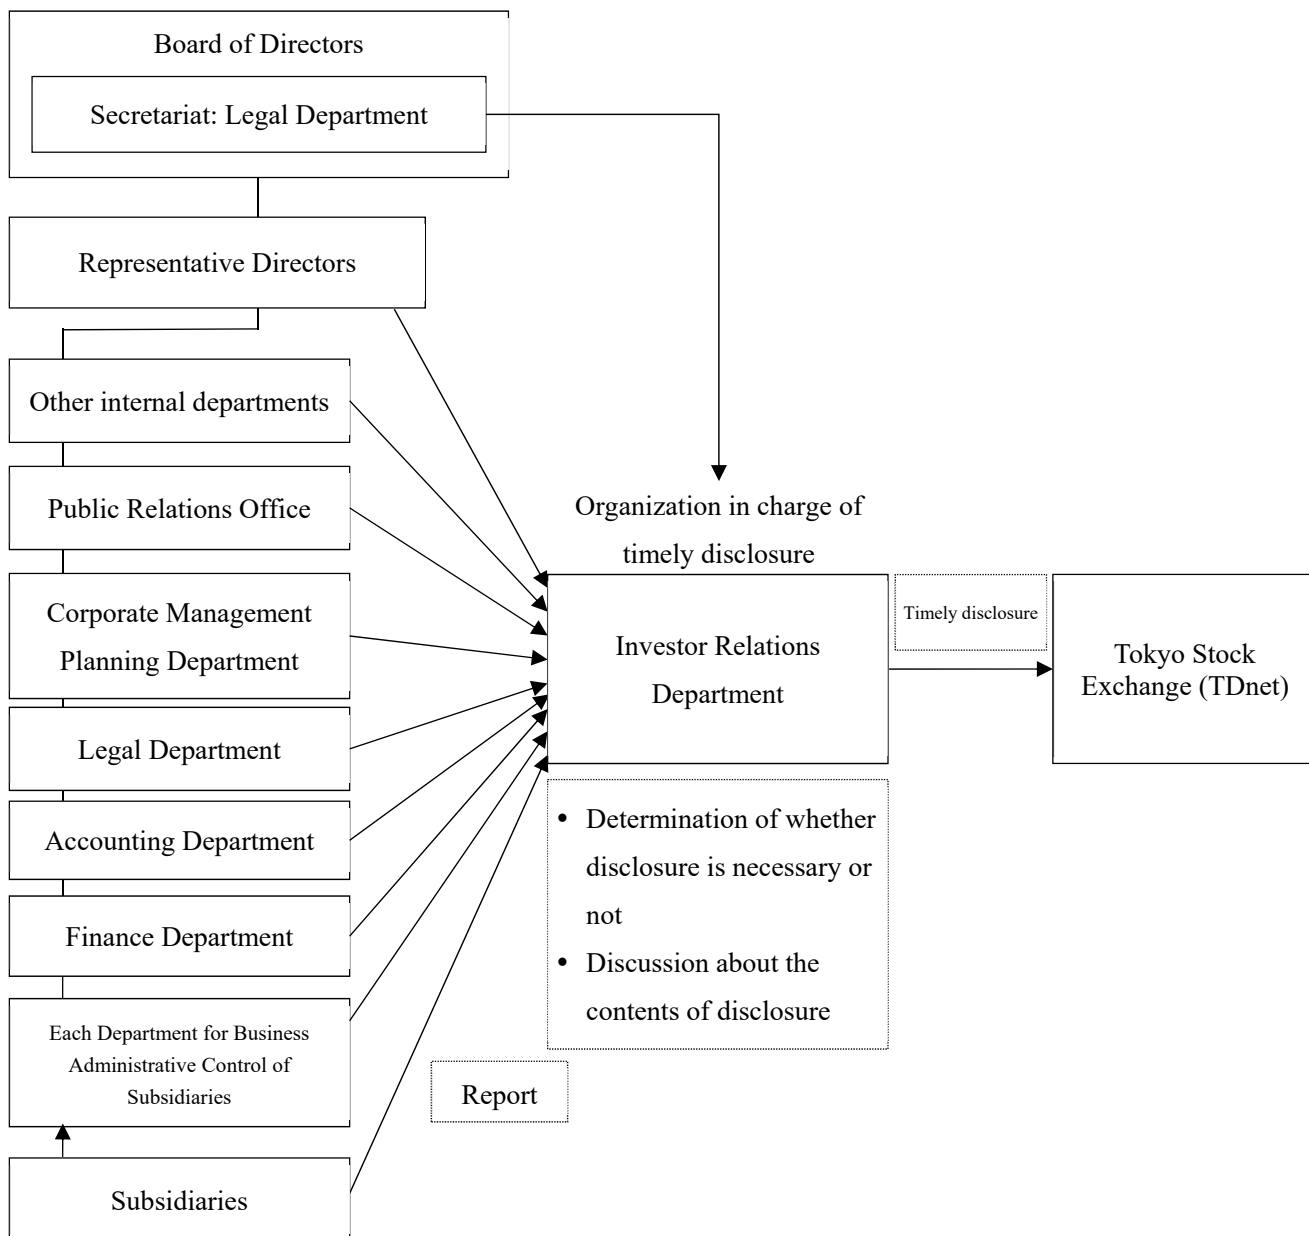 Board of Directors
Secretariat: Legal Department
Representative Directors
Other internal departments
Public Relations Office
Corporate Management
Planning Department
Legal Department
Accounting Department
Finance Department
Each Department for Business
Administrative Control of
Subsidiaries
Subsidiaries
Organization in charge of
timely disclosure
Investor Relations
Department
• Determination of whether
disclosure is necessary or
not
• Discussion about the
contents of disclosure
Report
Timely disclosure
Tokyo Stock
Exchange (TDnet)